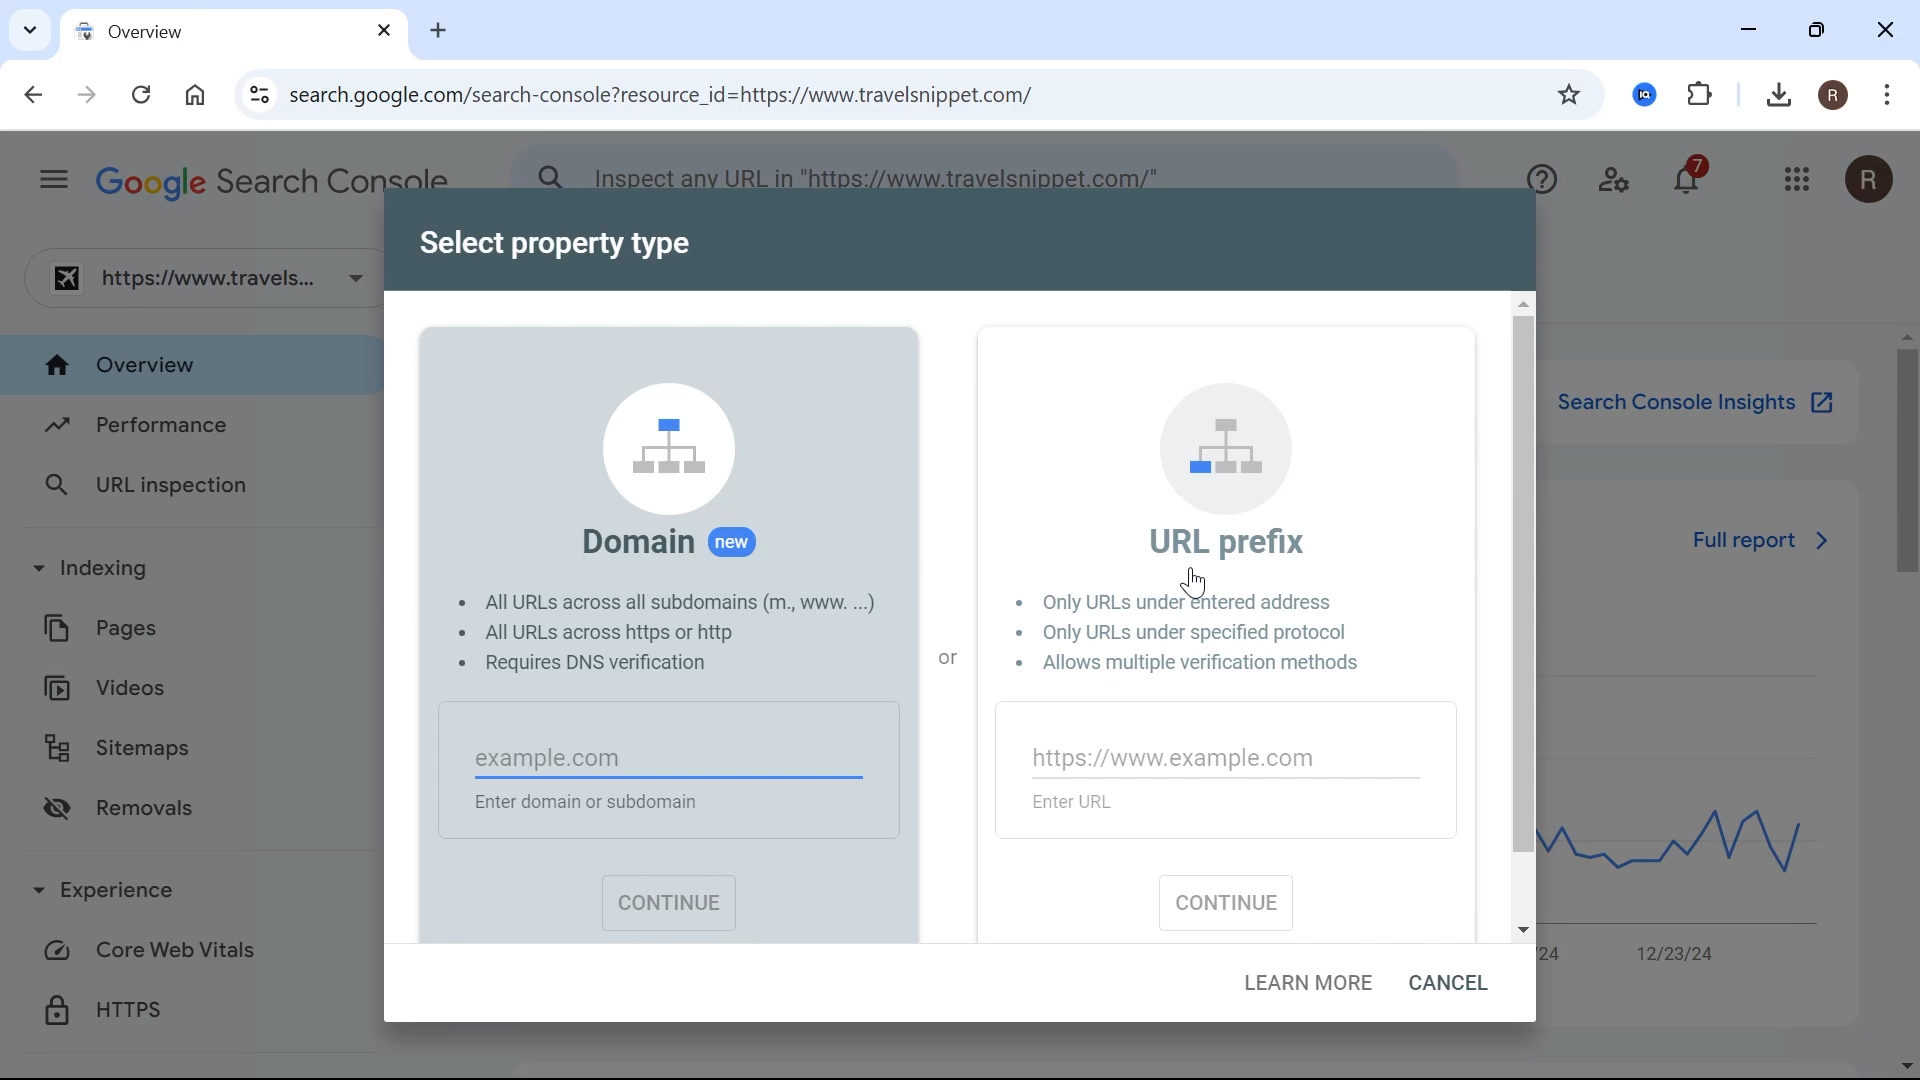 Overview
search.google.com/search-console?resource_id=https://www.travelsnippet.com/
R
Google Search Console
Inspect any URL in "https://www.travelsnippet.com/"
7
R
https://www.travels...
Select property type
Overview
Performance
URL inspection
Indexing
Pages
Videos
Sitemaps
Removals
Experience
Core Web Vitals
HTTPS
Domain new
All URLs across all subdomains (m., www. ...)
All URLs across https or http
Requires DNS verification
example.com
Enter domain or subdomain
CONTINUE
or
URL prefix
Only URLs under entered address
Only URLs under specified protocol
Allows multiple verification methods
https://www.example.com
Enter URL
CONTINUE
LEARN MORE CANCEL
Search Console Insights
Full report
/24 12/23/24